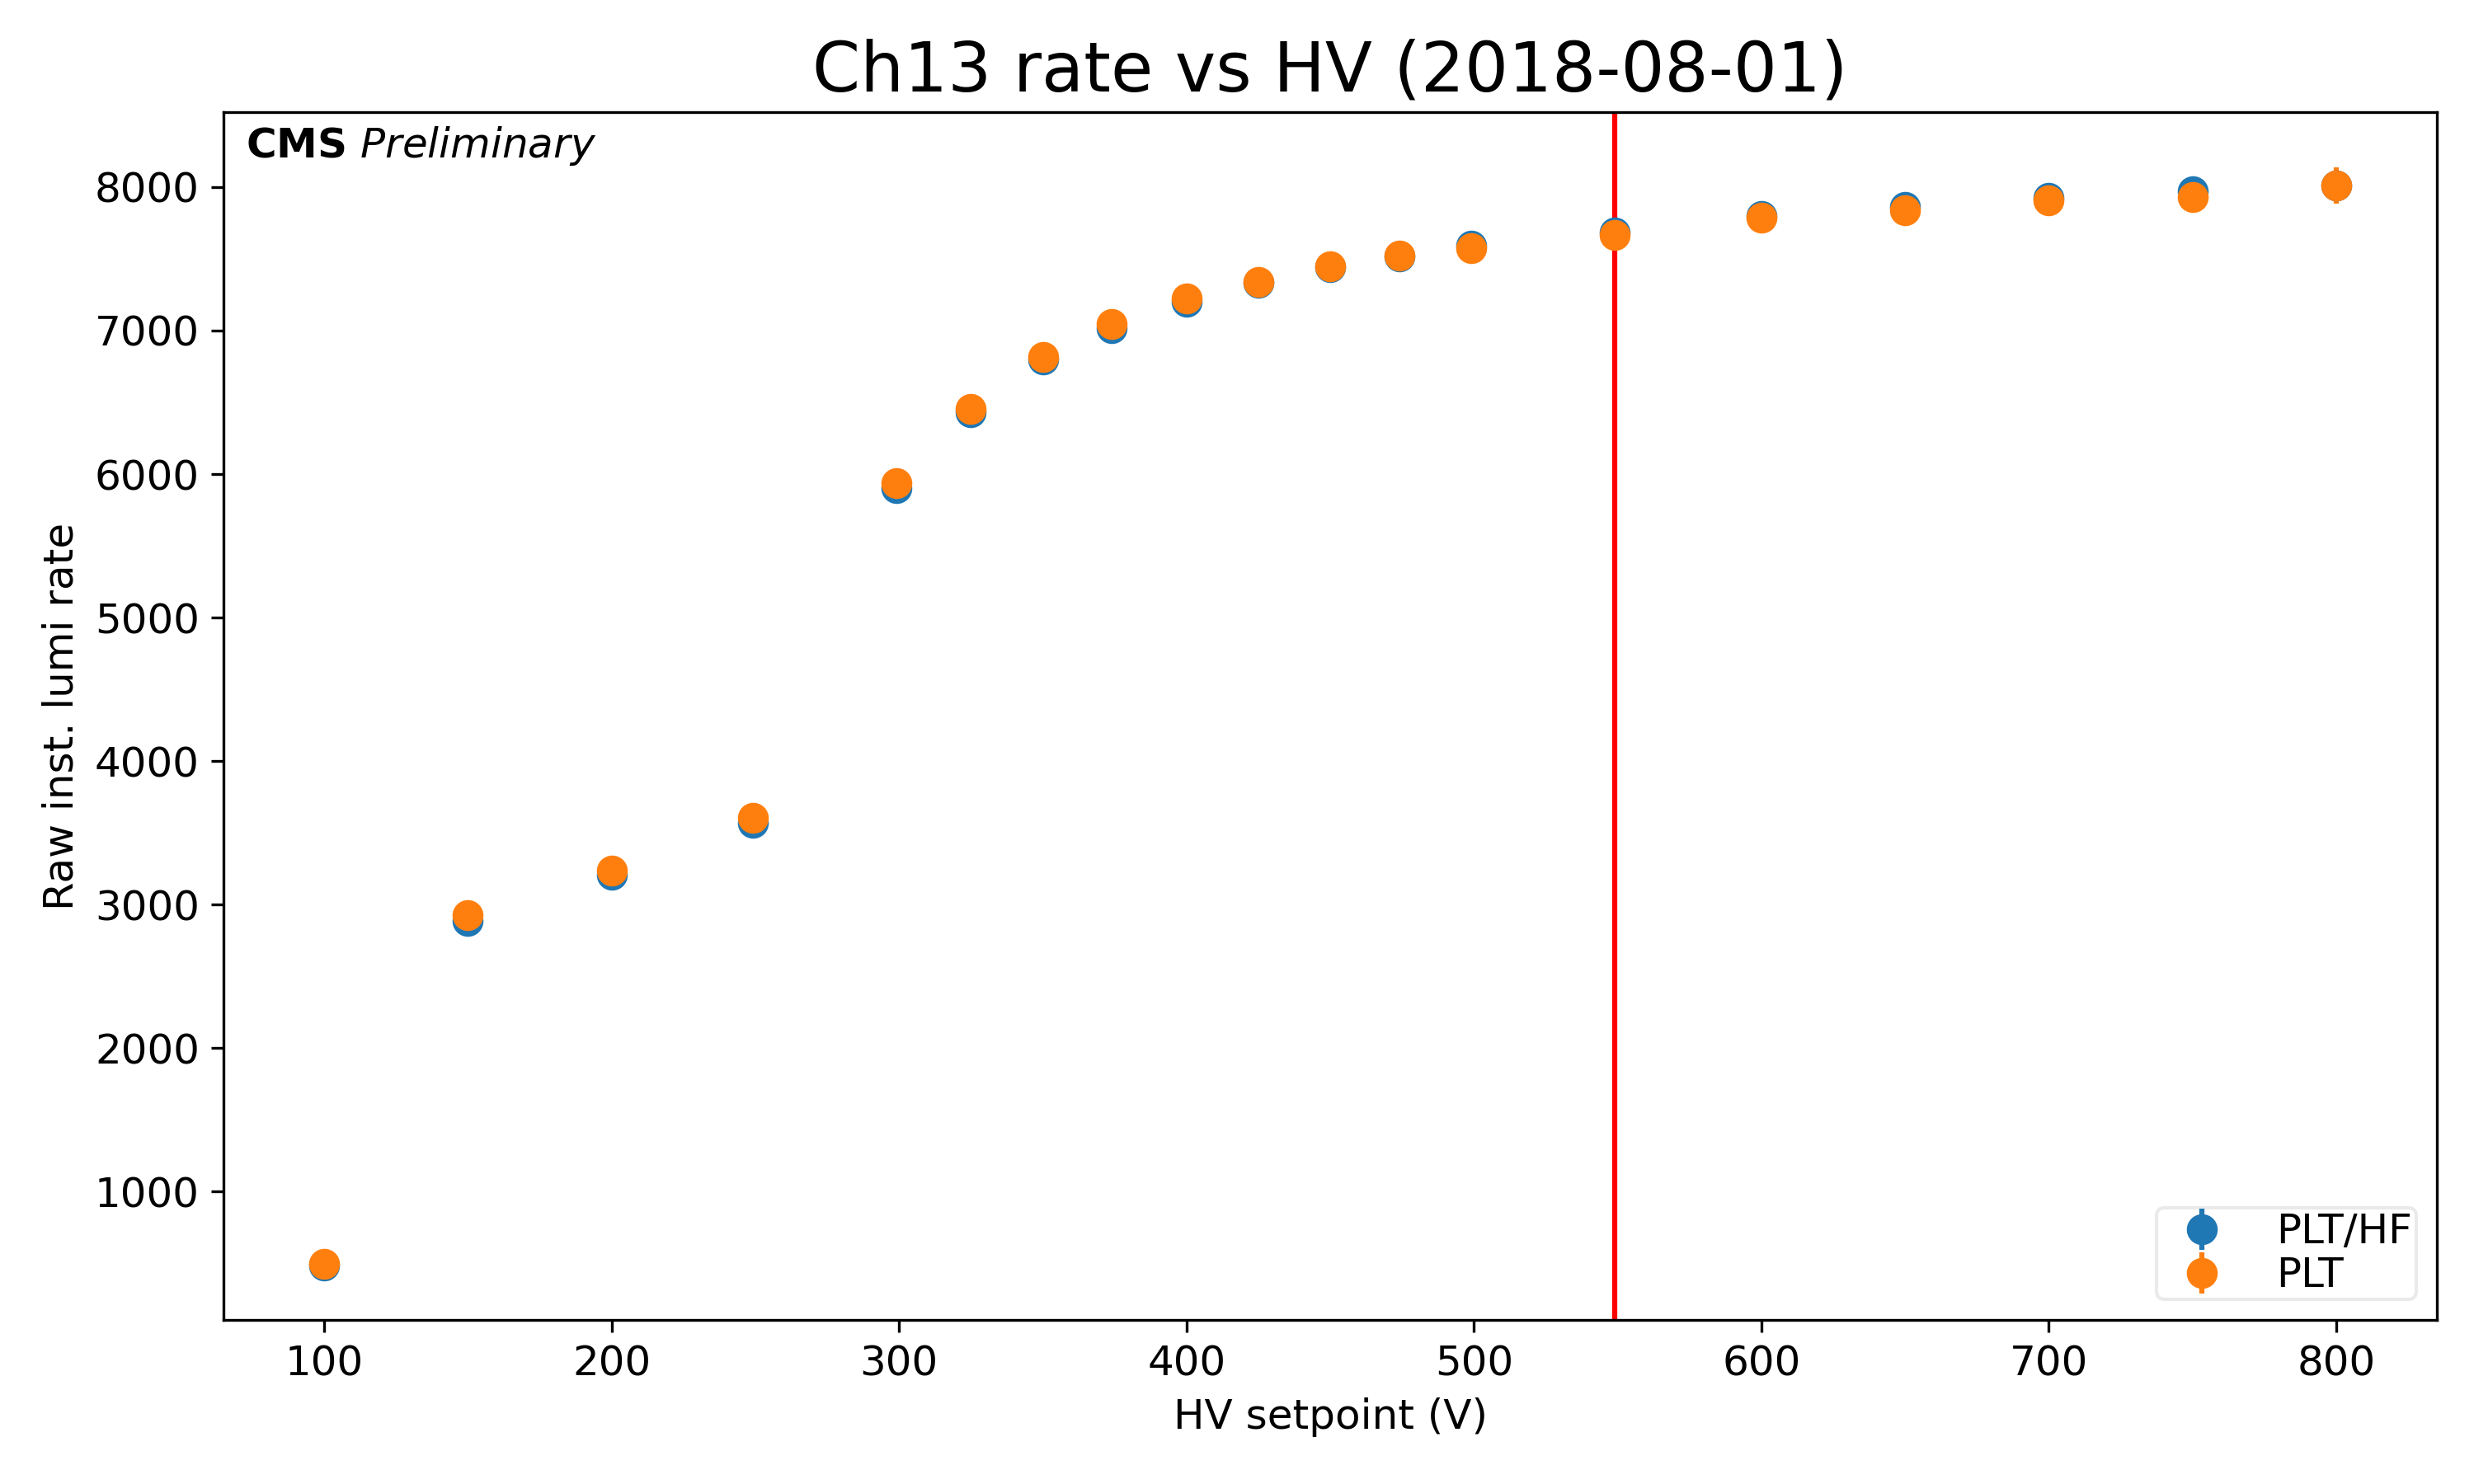 Ch13 rate vs HV (2018-08-01)
CMS Preliminary
8000
7000
6000
5000
4000
3000
2000
1000
Raw inst. lumi rate
100 200 300 400 500 600 700 800
HV setpoint (V)
PLT/HF
PLT